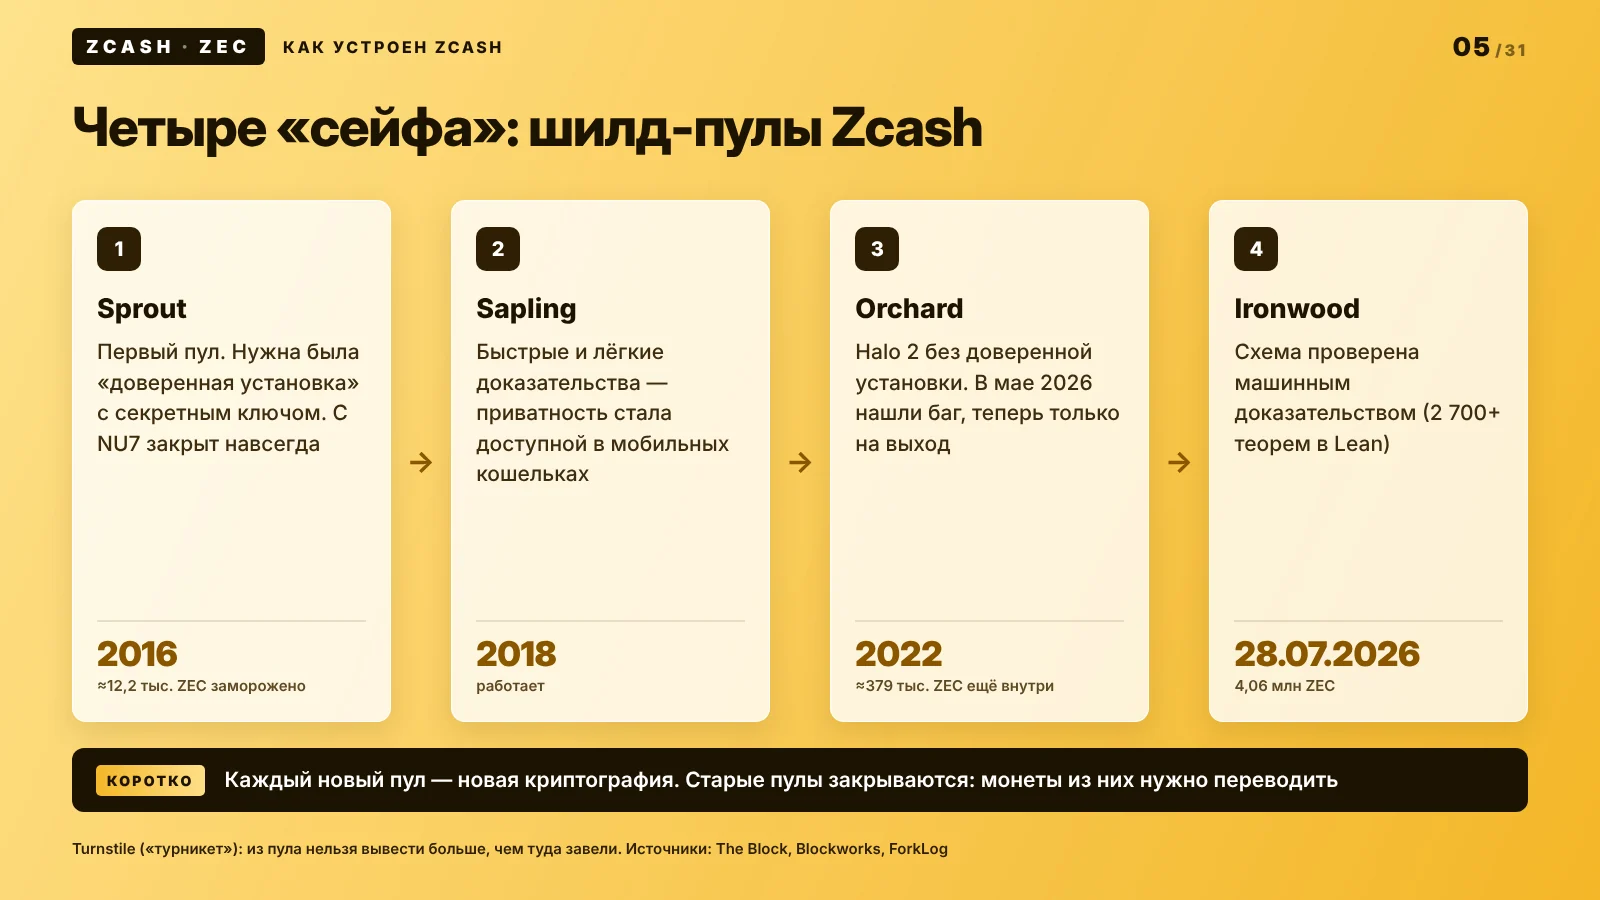 ZCASH · ZEC
КАК УСТРОЕН ZCASH
05 /31
Четыре «сейфа»: шилд-пулы Zcash
1
Sprout
Первый пул. Нужна была
«доверенная установка»
с секретным ключом. С
NU7 закрыт навсегда
2016
≈12,2 тыс. ZEC заморожено
→
2
Sapling
Быстрые и лёгкие
доказательства —
приватность стала
доступной в мобильных
кошельках
2018
работает
→
3
Orchard
Halo 2 без доверенной
установки. В мае 2026
нашли баг, теперь только
на выход
2022
≈379 тыс. ZEC ещё внутри
→
4
Ironwood
Схема проверена
машинным
доказательством (2 700+
теорем в Lean)
28.07.2026
4,06 млн ZEC
КОРОТКО
Каждый новый пул — новая криптография. Старые пулы закрываются: монеты из них нужно переводить
Turnstile («турникет»): из пула нельзя вывести больше, чем туда завели. Источники: The Block, Blockworks, ForkLog